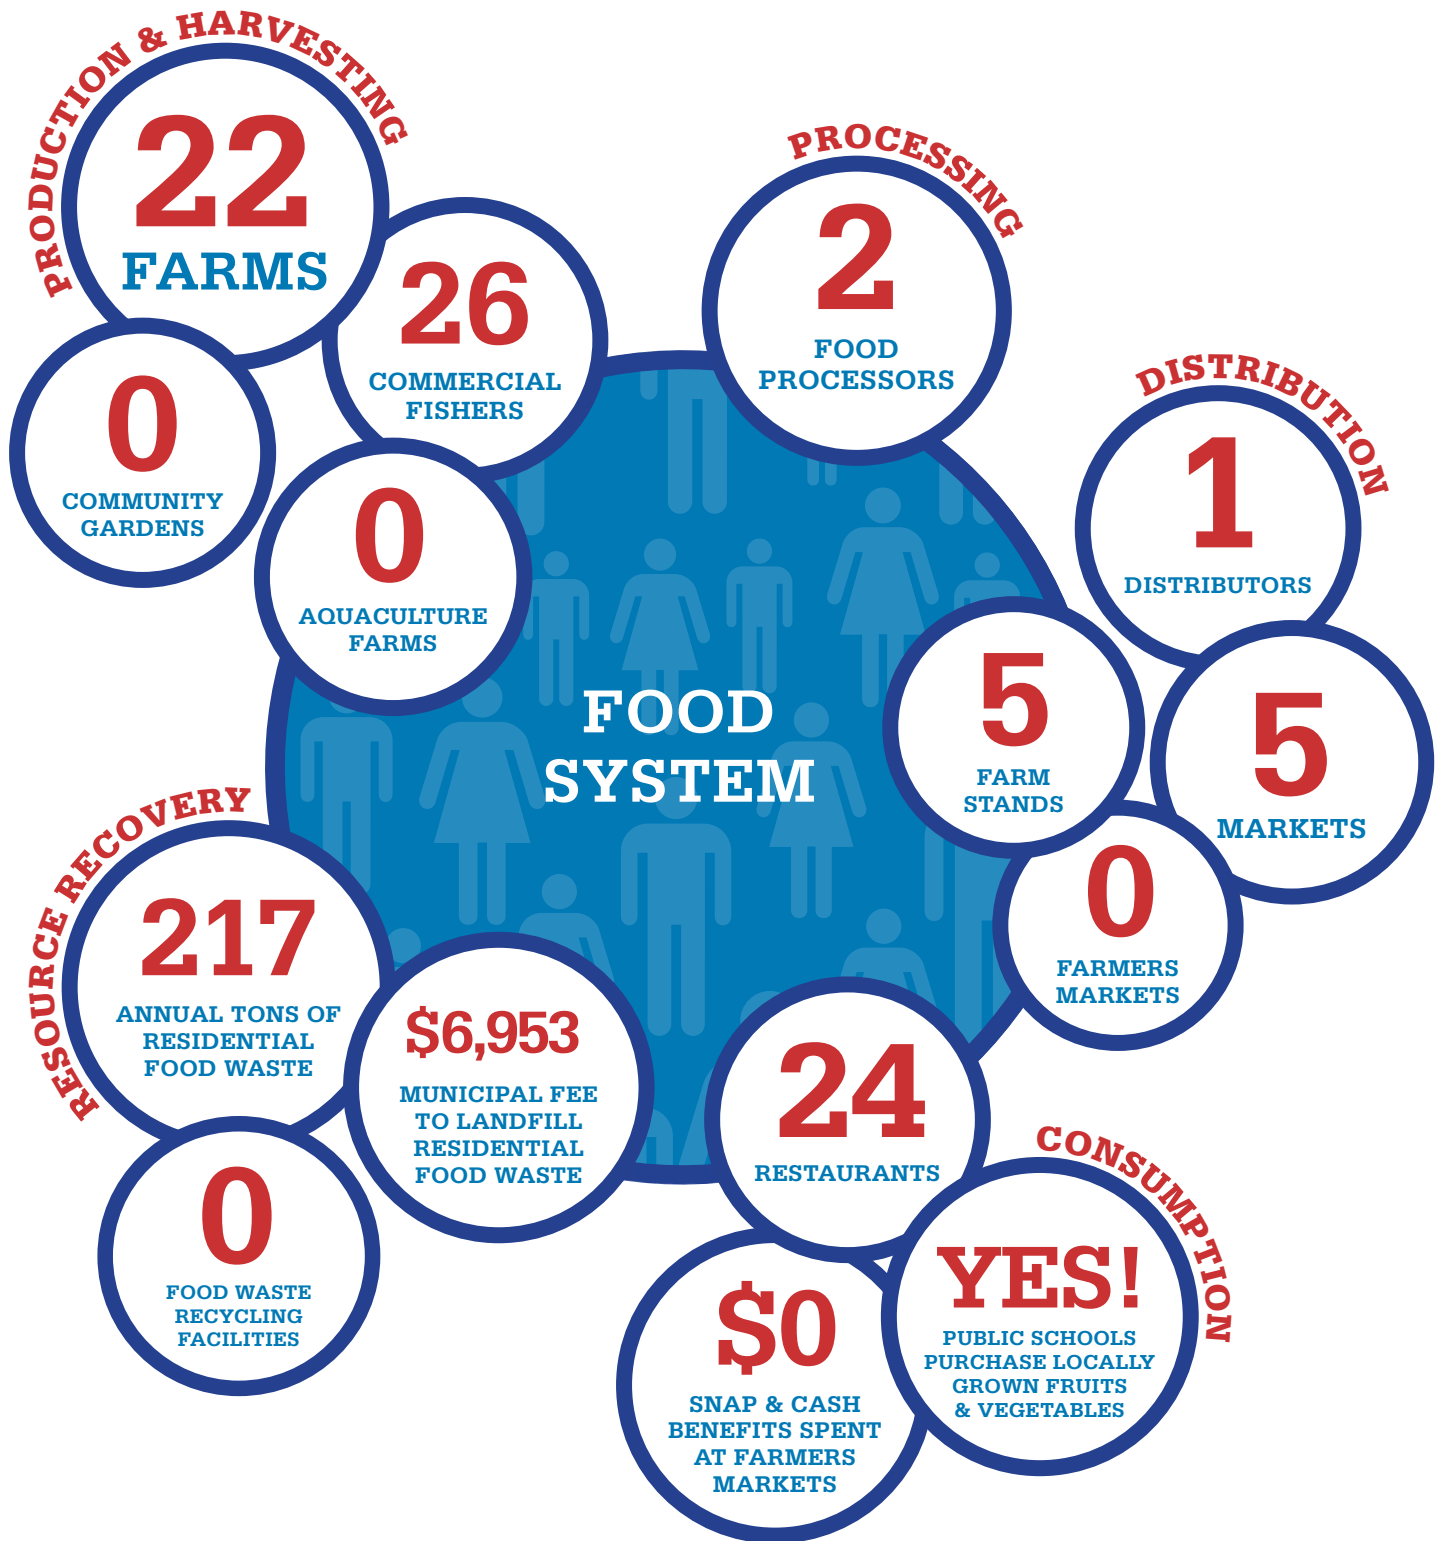 PRODUCTION & HARVESTING
22
FARMS
26
COMMERCIAL
FISHERS
0
COMMUNITY
GARDENS
0
AQUACULTURE
FARMS
PROCESSING
2
FOOD
PROCESSORS
DISTRIBUTION
1
DISTRIBUTORS
5
FARM
STANDS
5
MARKETS
0
FARMERS
MARKETS
FOOD
SYSTEM
RESOURCE RECOVERY
217
ANNUAL TONS OF
RESIDENTIAL
FOOD WASTE
$6,953
MUNICIPAL FEE
TO LANDFILL
RESIDENTIAL
FOOD WASTE
0
FOOD WASTE
RECYCLING
FACILITIES
24
RESTAURANTS
CONSUMPTION
YES!
PUBLIC SCHOOLS
PURCHASE LOCALLY
GROWN FRUITS
& VEGETABLES
$0
SNAP & CASH
BENEFITS SPENT
AT FARMERS
MARKETS